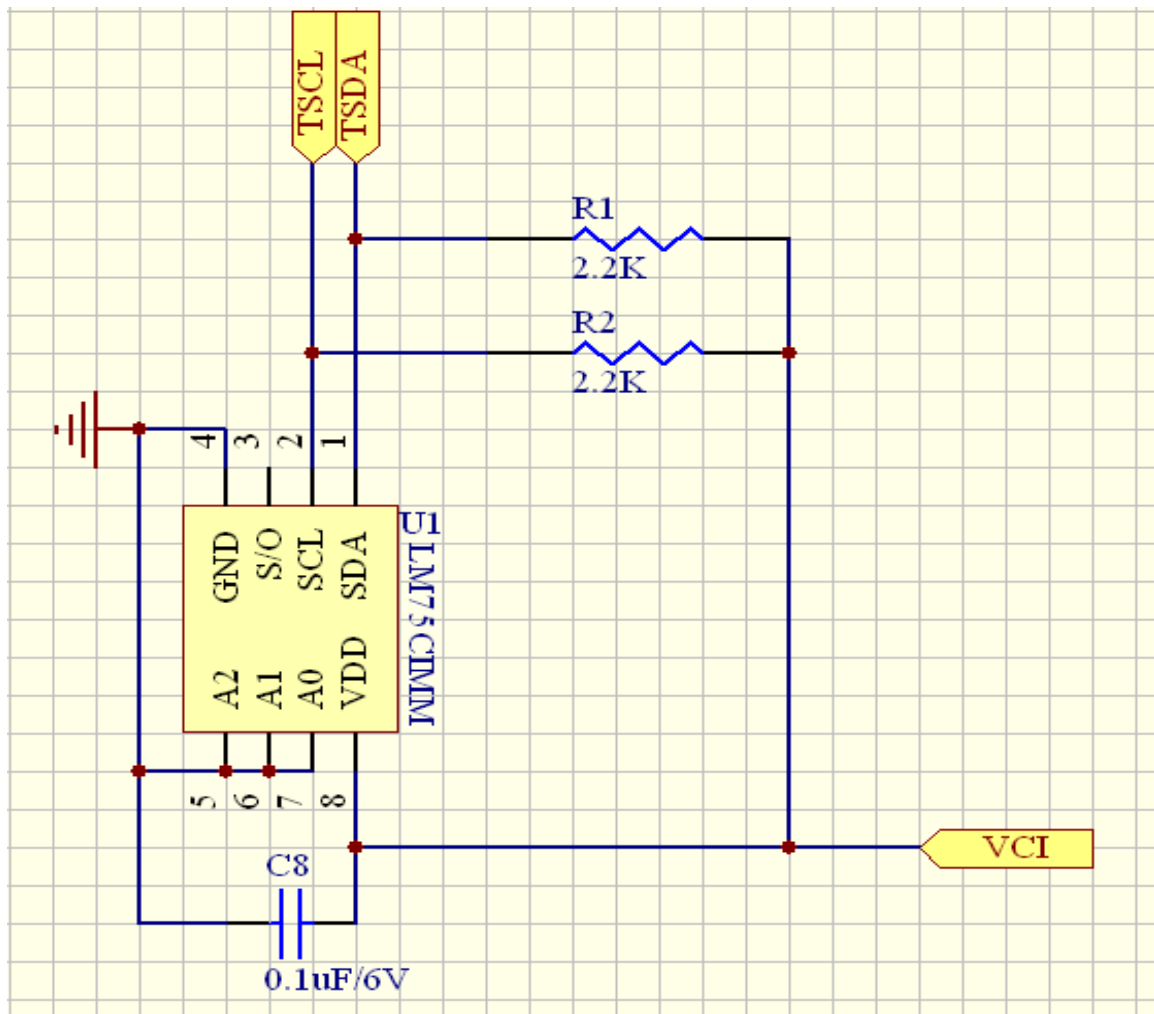 TSCL
TSDA
R1
2.2K
R2
2.2K
4
3
2
1
U1
LM75CIMM
GND
S/O
SCL
SDA
A2
A1
A0
VDD
5
6
7
8
VCI
C8
0.1uF/6V